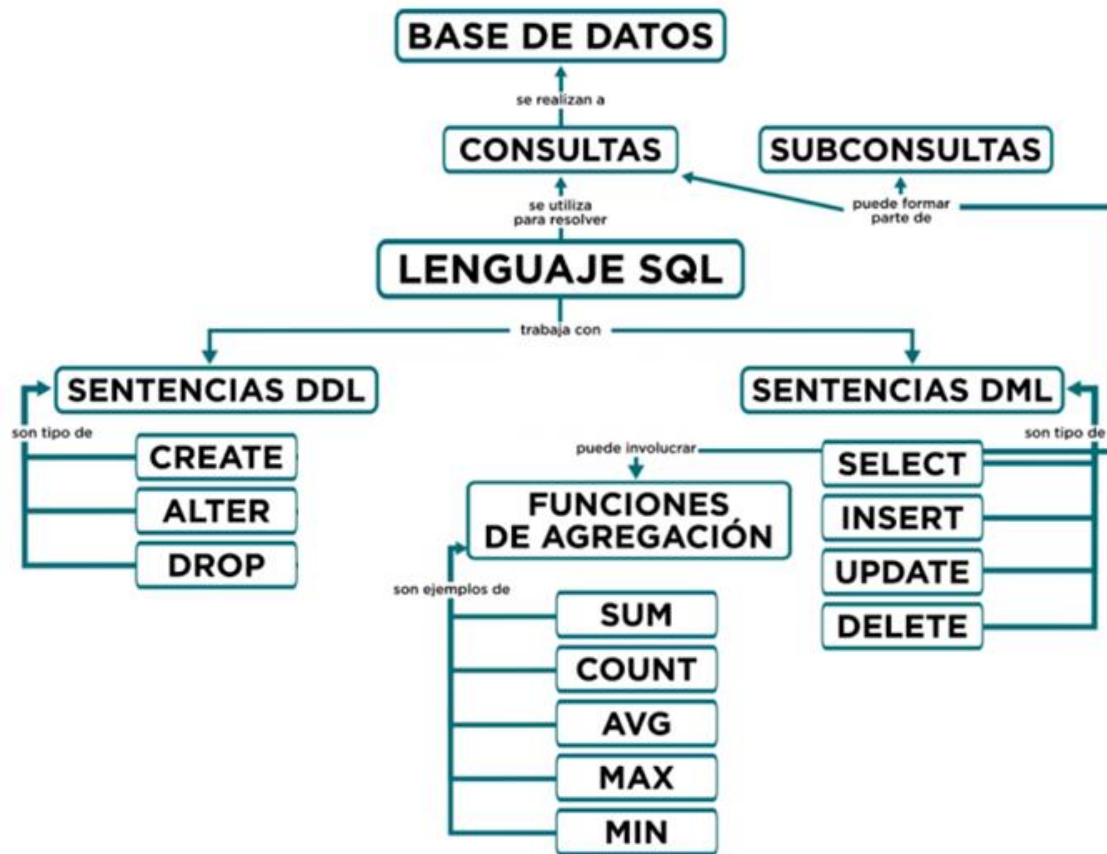 BASE DE DATOS
se realizan a
CONSULTAS
SUBCONSULTAS
se utiliza
para resolver
puede formar
parte de
LENGUAJE SQL
trabaja con
SENTENCIAS DDL
SENTENCIAS DML
son tipo de
CREATE
ALTER
DROP
son tipo de
SELECT
INSERT
UPDATE
DELETE
puede involucrar
FUNCIONES
DE AGREGACIÓN
son ejemplos de
SUM
COUNT
AVG
MAX
MIN